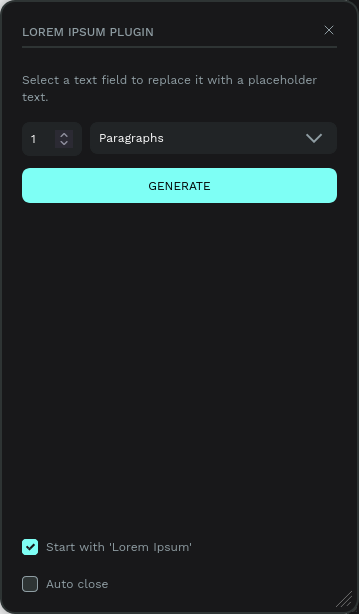 LOREM IPSUM PLUGIN
Select a text field to replace it with a placeholder
text.
1
Paragraphs
GENERATE
Start with 'Lorem Ipsum'
Auto close